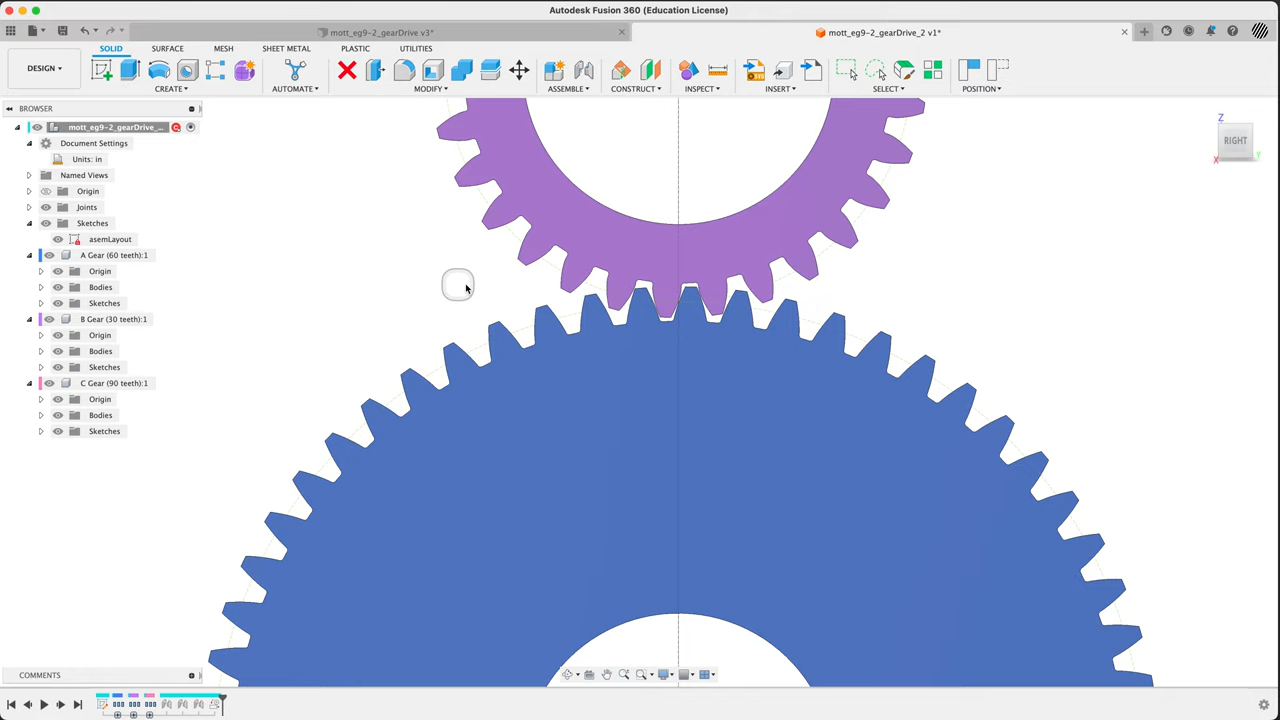 Autodesk Fusion 360 (Education License)
mott_eg9-2_gearDrive v3*
mott_eg9-2_gearDrive_2 v1*
SOLID SURFACE MESH SHEET METAL PLASTIC UTILITIES
DESIGN
CREATE AUTOMATE MODIFY ASSEMBLE CONSTRUCT INSPECT INSERT SELECT POSITION
BROWSER
mott_eg9-2_gearDrive_...
Document Settings
Units: in
Named Views
Origin
Joints
Sketches
asemLayout
A Gear (60 teeth):1
Origin
Bodies
Sketches
B Gear (30 teeth):1
Origin
Bodies
Sketches
C Gear (90 teeth):1
Origin
Bodies
Sketches
Z
RIGHT
X
Y
COMMENTS